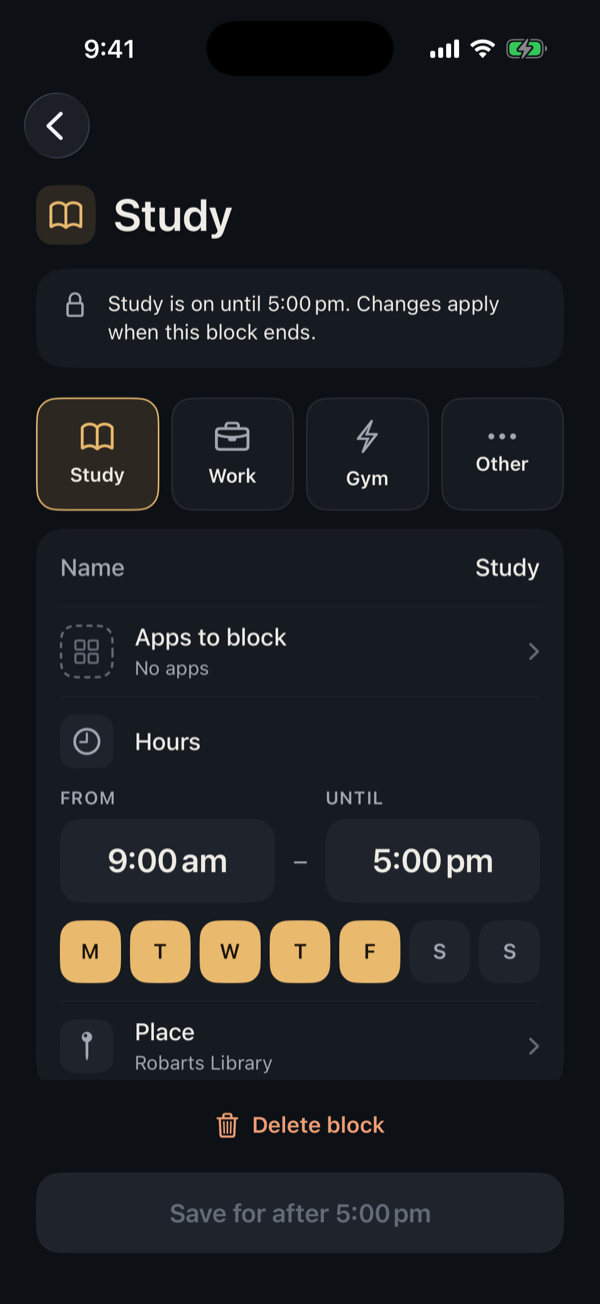 9:41
Study
Study is on until 5:00 pm. Changes apply
when this block ends.
Study
Work
Gym
Other
Name
Study
Apps to block
No apps
Hours
FROM
UNTIL
9:00 am
–
5:00 pm
M
T
W
T
F
S
S
Place
Robarts Library
Delete block
Save for after 5:00 pm